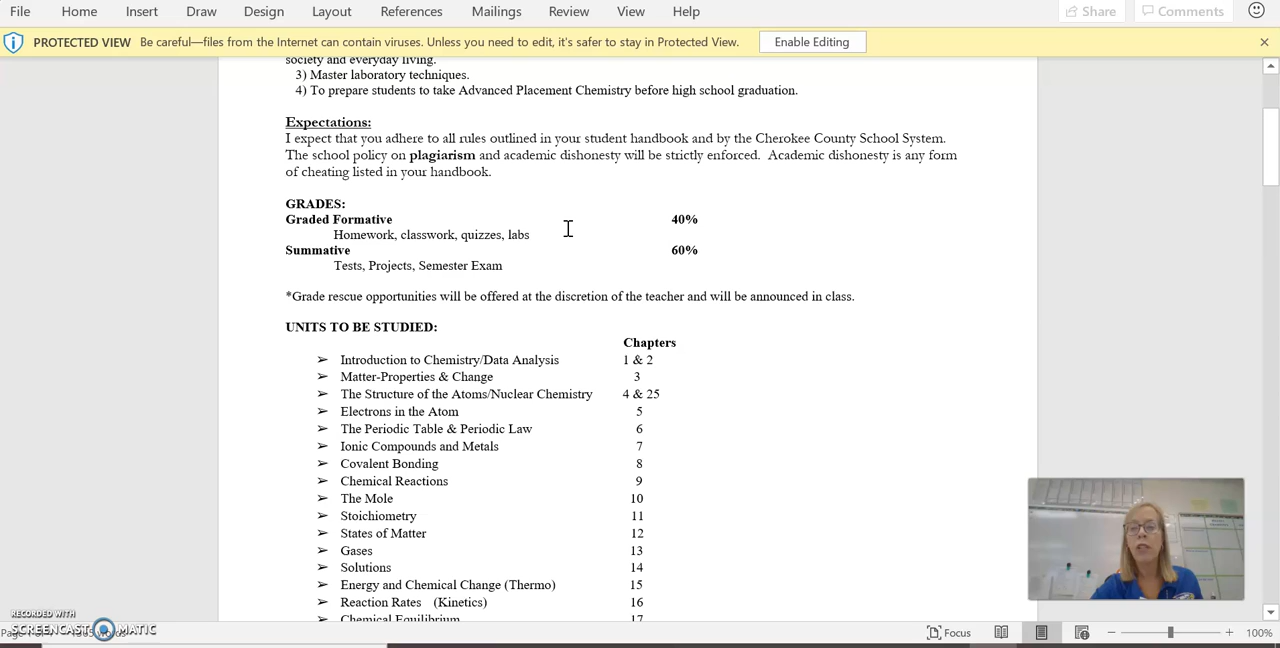 File Home Insert Draw Design Layout References Mailings Review View Help Share Comments
PROTECTED VIEW Be careful—files from the Internet can contain viruses. Unless you need to edit, it's safer to stay in Protected View. Enable Editing
society and everyday living.
3) Master laboratory techniques.
4) To prepare students to take Advanced Placement Chemistry before high school graduation.
Expectations:
I expect that you adhere to all rules outlined in your student handbook and by the Cherokee County School System.
The school policy on plagiarism and academic dishonesty will be strictly enforced. Academic dishonesty is any form
of cheating listed in your handbook.
GRADES:
Graded Formative 40%
Homework, classwork, quizzes, labs
Summative 60%
Tests, Projects, Semester Exam
*Grade rescue opportunities will be offered at the discretion of the teacher and will be announced in class.
UNITS TO BE STUDIED:
Chapters
➢ Introduction to Chemistry/Data Analysis 1 & 2
➢ Matter-Properties & Change 3
➢ The Structure of the Atoms/Nuclear Chemistry 4 & 25
➢ Electrons in the Atom 5
➢ The Periodic Table & Periodic Law 6
➢ Ionic Compounds and Metals 7
➢ Covalent Bonding 8
➢ Chemical Reactions 9
➢ The Mole 10
➢ Stoichiometry 11
➢ States of Matter 12
➢ Gases 13
➢ Solutions 14
➢ Energy and Chemical Change (Thermo) 15
➢ Reaction Rates (Kinetics) 16
➢ Chemical Equilibrium 17
RECORDED WITH
SCREENCAST MATIC
Focus 100%